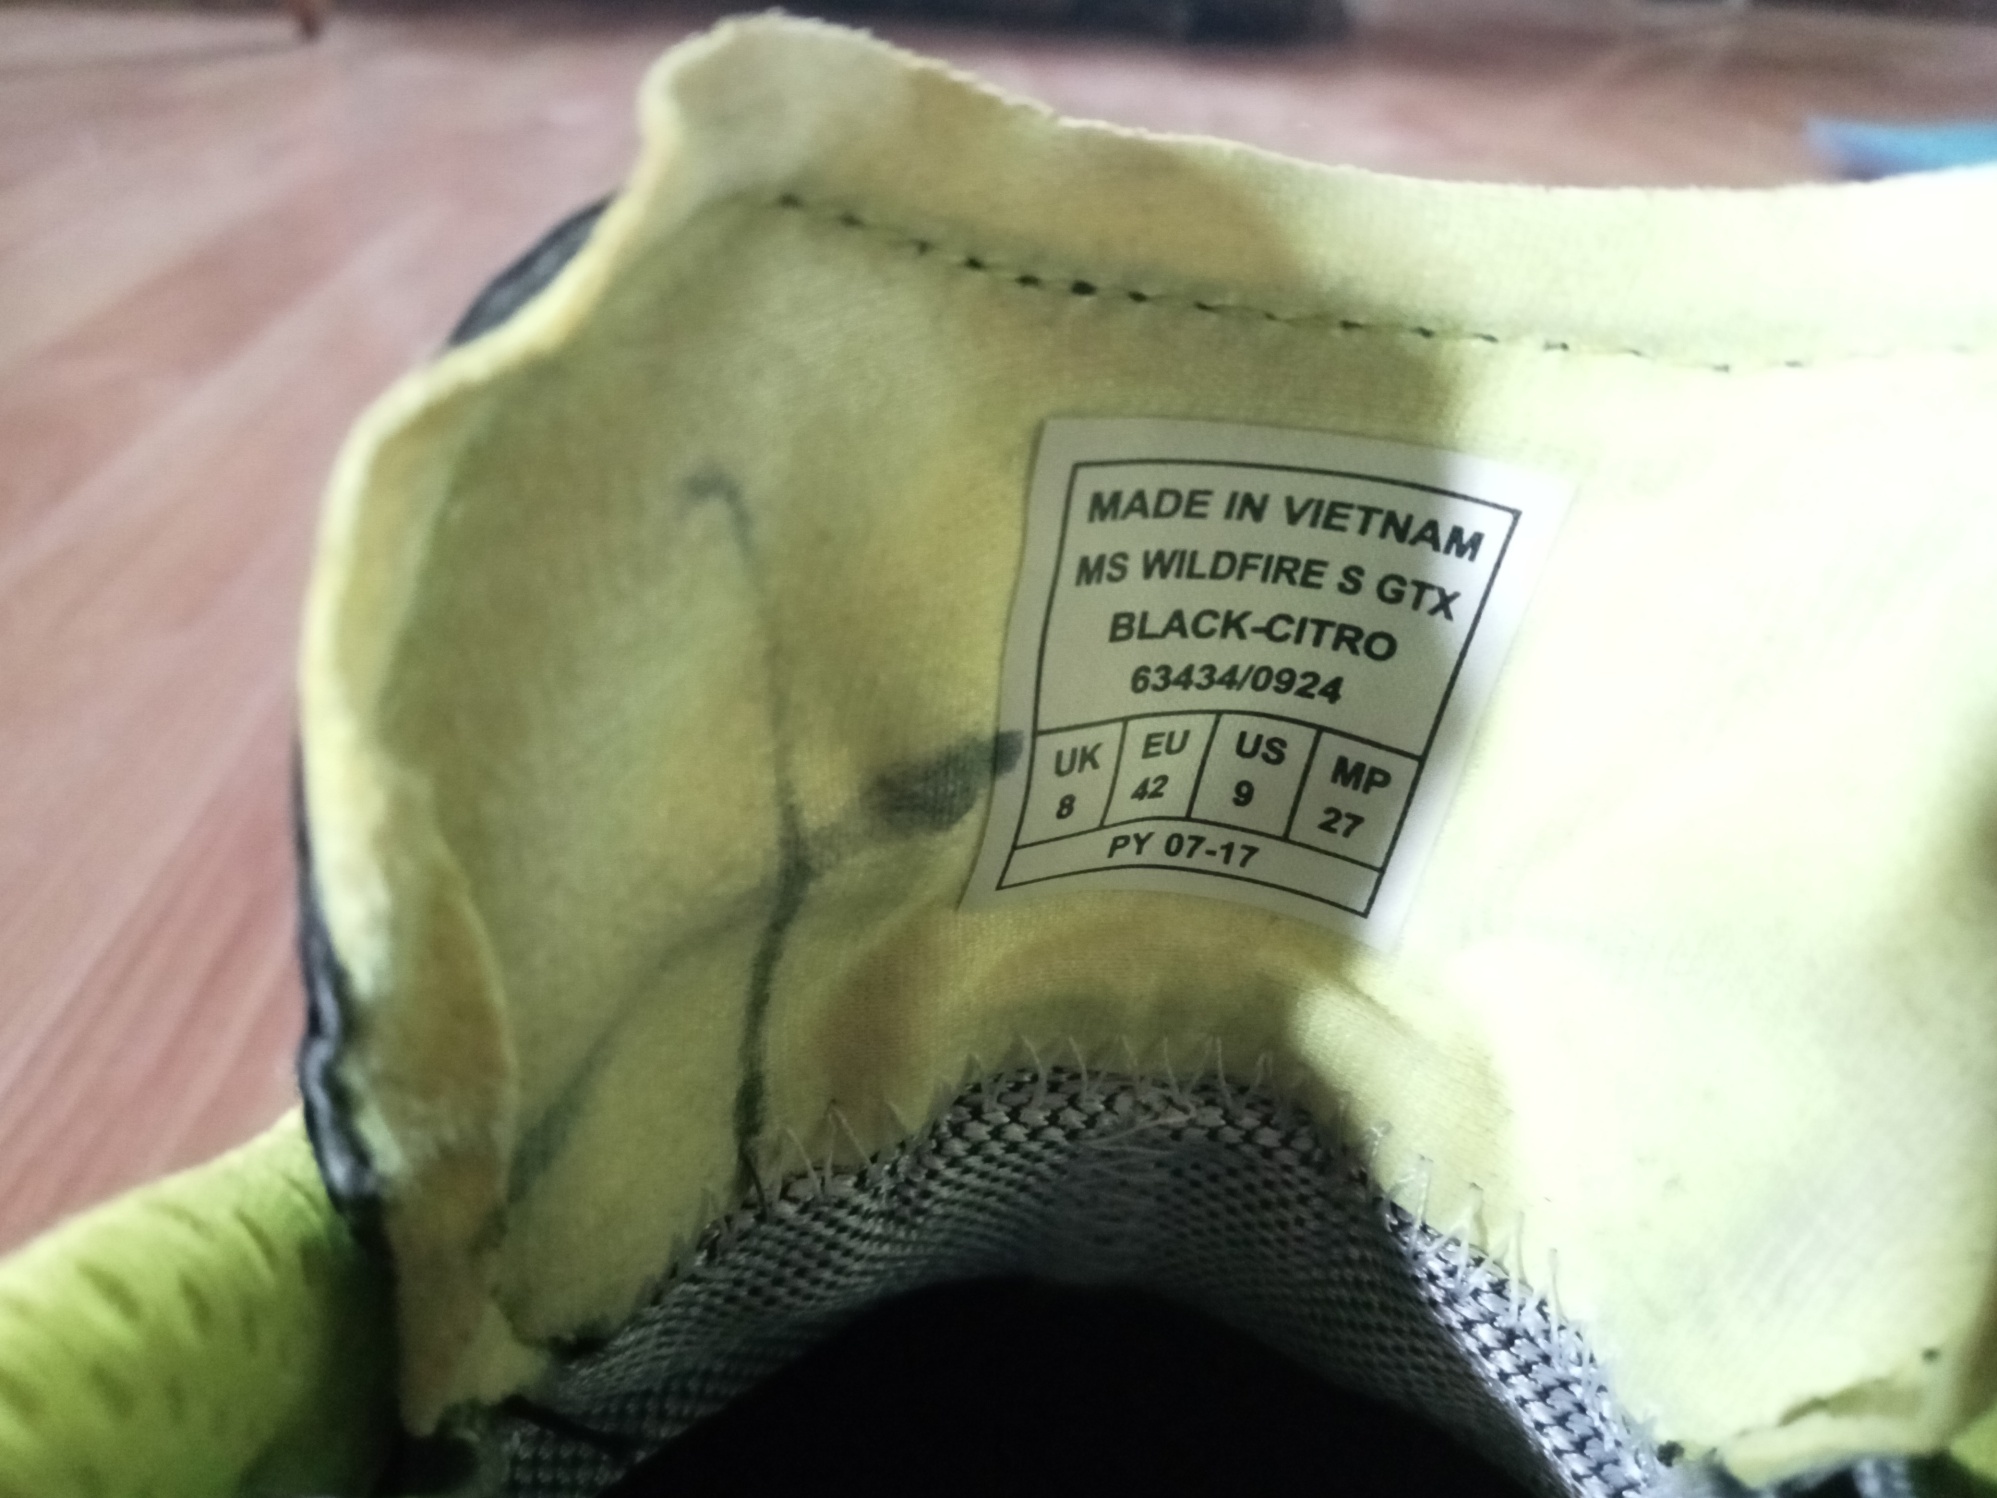 MADE IN VIETNAM
MS WILDFIRE S GTX
BLACK-CITRO
63434/0924
UK EU US MP
8 42 9 27
PY 07-17